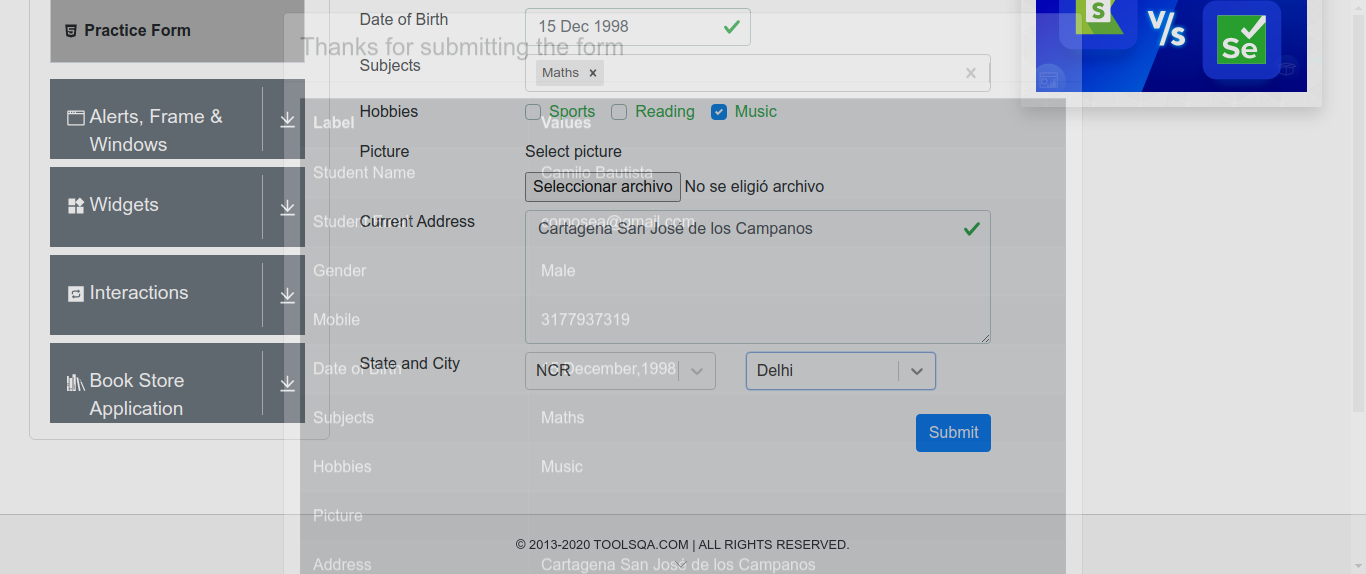 Practice Form
Alerts, Frame &
Windows
Widgets
Interactions
Book Store
Application
Date of Birth
15 Dec 1998
Thanks for submitting the form
Subjects
Maths ×
Hobbies
Sports Reading Music
Label Values
Picture
Select picture
Student Name Camilo Bautista
Seleccionar archivo No se eligió archivo
Student Email comosea@gmail.com
Current Address
Cartagena San José de los Campanos
Gender Male
Mobile 3177937319
State and City
NCR Delhi
Date of Birth 15 December,1998
Subjects Maths
Submit
Hobbies Music
Picture
© 2013-2020 TOOLSQA.COM | ALL RIGHTS RESERVED.
Address Cartagena San José de los Campanos
S
V/s
Se